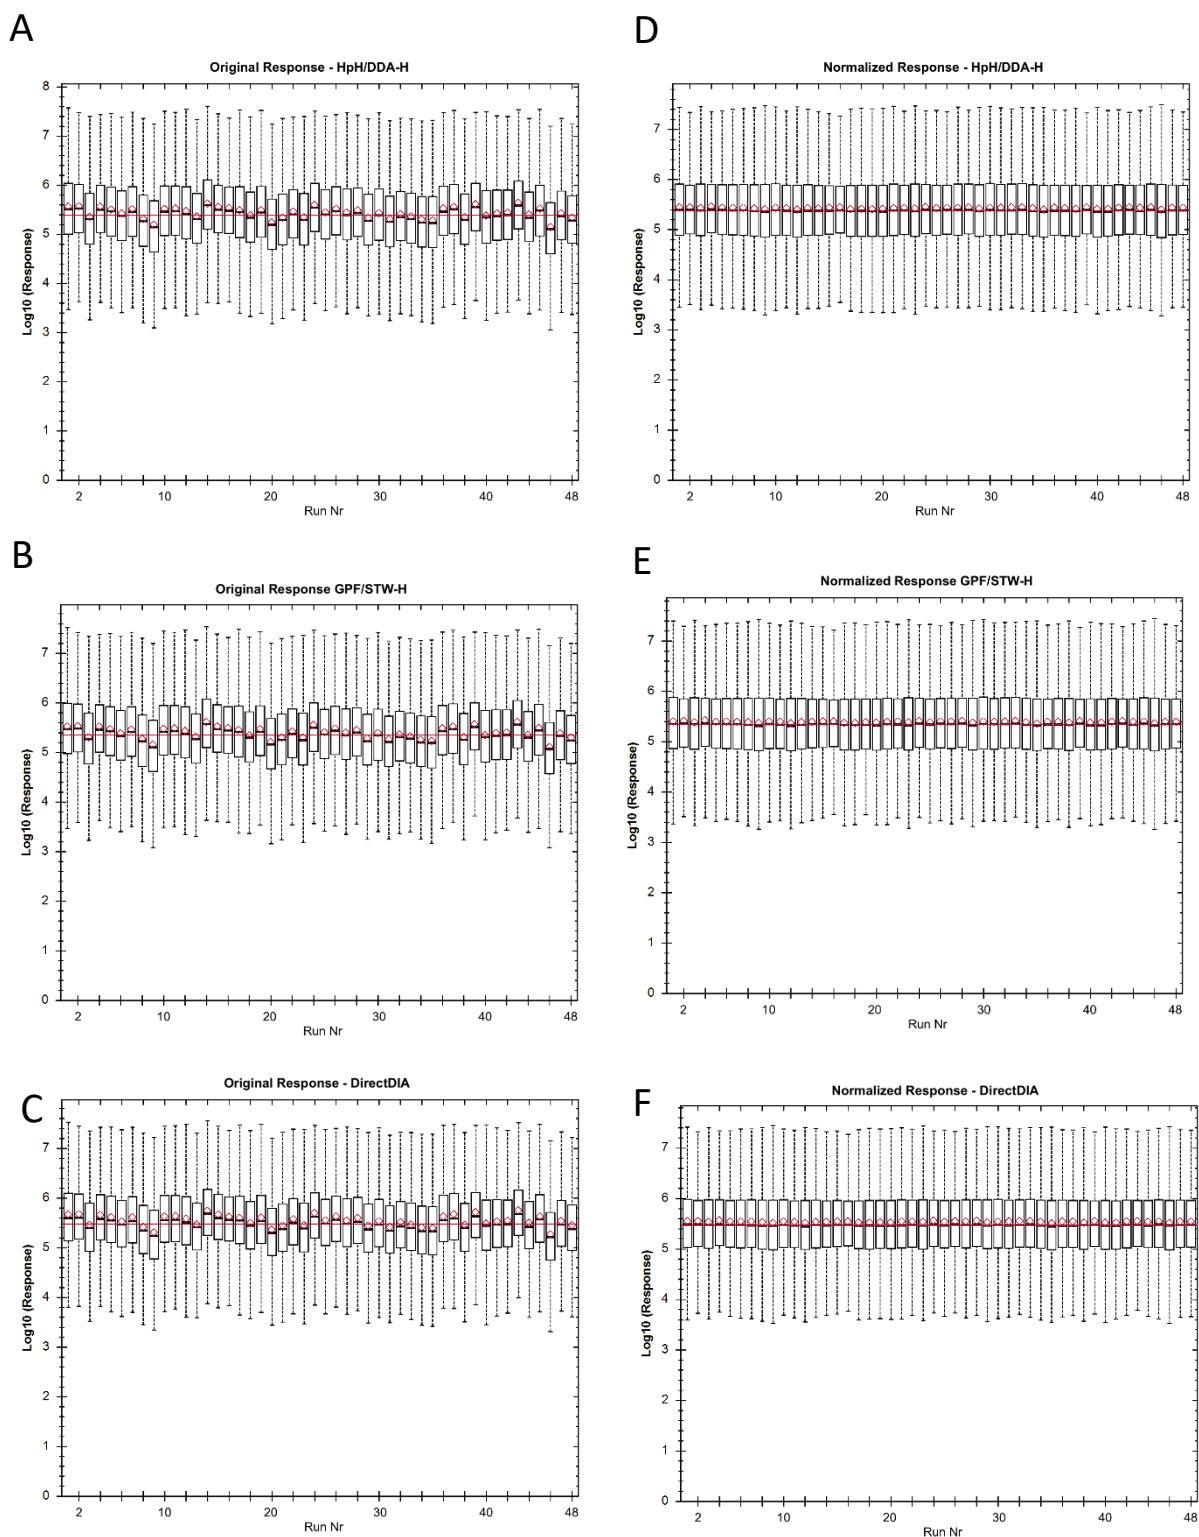 A
Original Response - HpH/DDA-H
Log10 (Response)
8
7
6
5
4
3
2
1
0
2 10 20 30 40 48
Run Nr
D
Normalized Response - HpH/DDA-H
Log10 (Response)
7
6
5
4
3
2
1
0
2 10 20 30 40 48
Run Nr
B
Original Response GPF/STW-H
Log10 (Response)
7
6
5
4
3
2
1
0
2 10 20 30 40 48
Run Nr
E
Normalized Response GPF/STW-H
Log10 (Response)
7
6
5
4
3
2
1
0
2 10 20 30 40 48
Run Nr
C
Original Response - DirectDIA
Log10 (Response)
7
6
5
4
3
2
1
0
2 10 20 30 40 48
Run Nr
F
Normalized Response - DirectDIA
Log10 (Response)
7
6
5
4
3
2
1
0
2 10 20 30 40 48
Run Nr